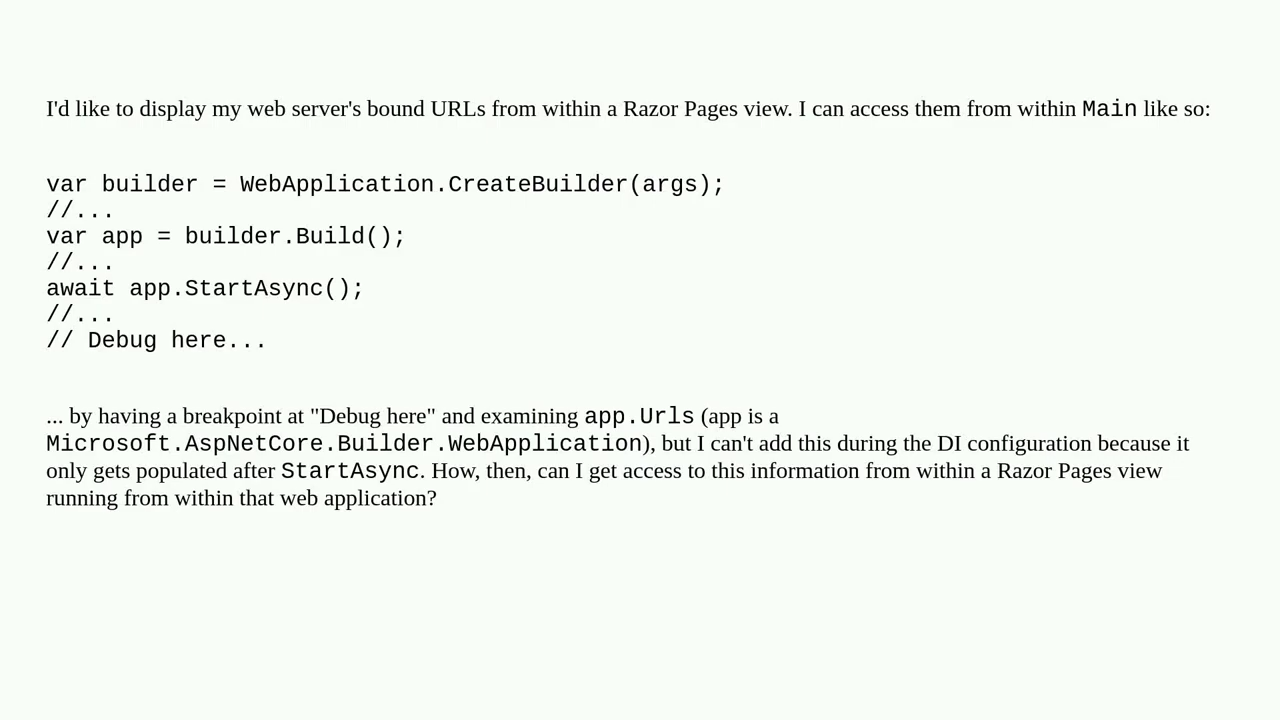 I'd like to display my web server's bound URLs from within a Razor Pages view. I can access them from within Main like so:
var builder = WebApplication.CreateBuilder(args);
//...
var app = builder.Build();
//...
await app.StartAsync();
//...
// Debug here...
... by having a breakpoint at "Debug here" and examining app.Urls (app is a
Microsoft.AspNetCore.Builder.WebApplication), but I can't add this during the DI configuration because it
only gets populated after StartAsync. How, then, can I get access to this information from within a Razor Pages view
running from within that web application?